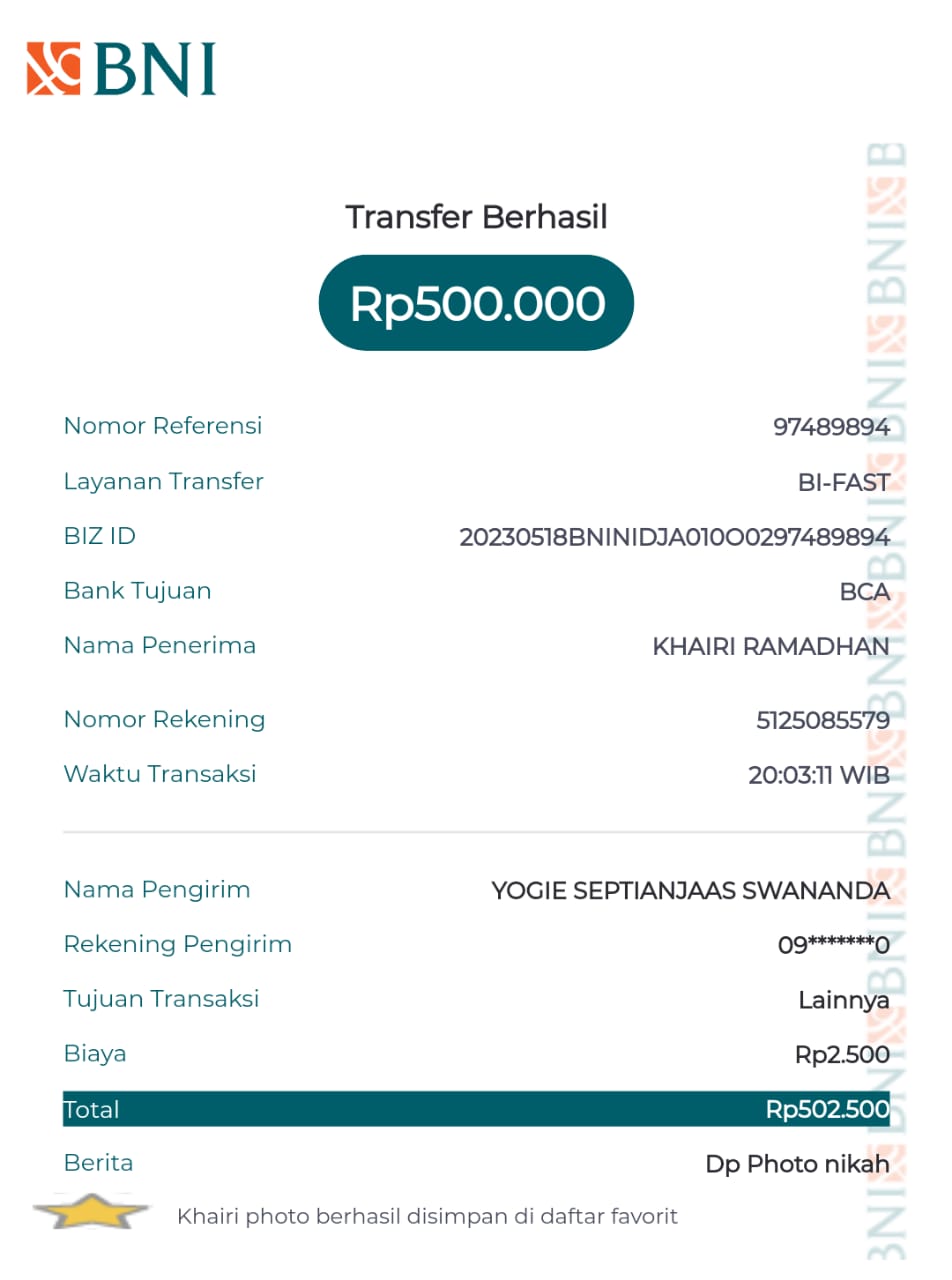 BNI
Transfer Berhasil
Rp500.000
Nomor Referensi 97489894
Layanan Transfer BI-FAST
BIZ ID 20230518BNINIDJA010O0297489894
Bank Tujuan BCA
Nama Penerima KHAIRI RAMADHAN
Nomor Rekening 5125085579
Waktu Transaksi 20:03:11 WIB
Nama Pengirim YOGIE SEPTIANJAAS SWANANDA
Rekening Pengirim 09*******0
Tujuan Transaksi Lainnya
Biaya Rp2.500
Total Rp502.500
Berita Dp Photo nikah
Khairi photo berhasil disimpan di daftar favorit
BNI BNI BNI BNI BNI BNI BNI B